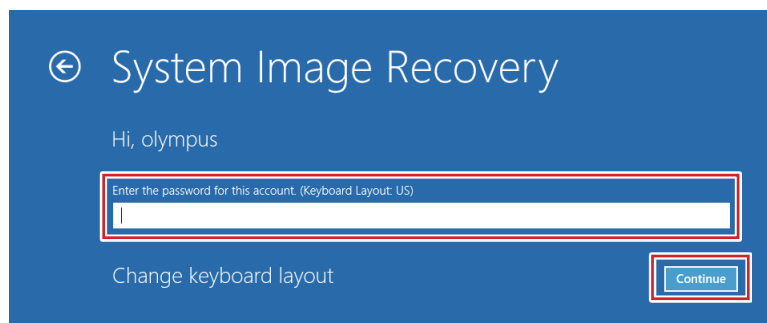 System Image Recovery
Hi, olympus
Enter the password for this account. (Keyboard Layout: US)
Change keyboard layout
Continue